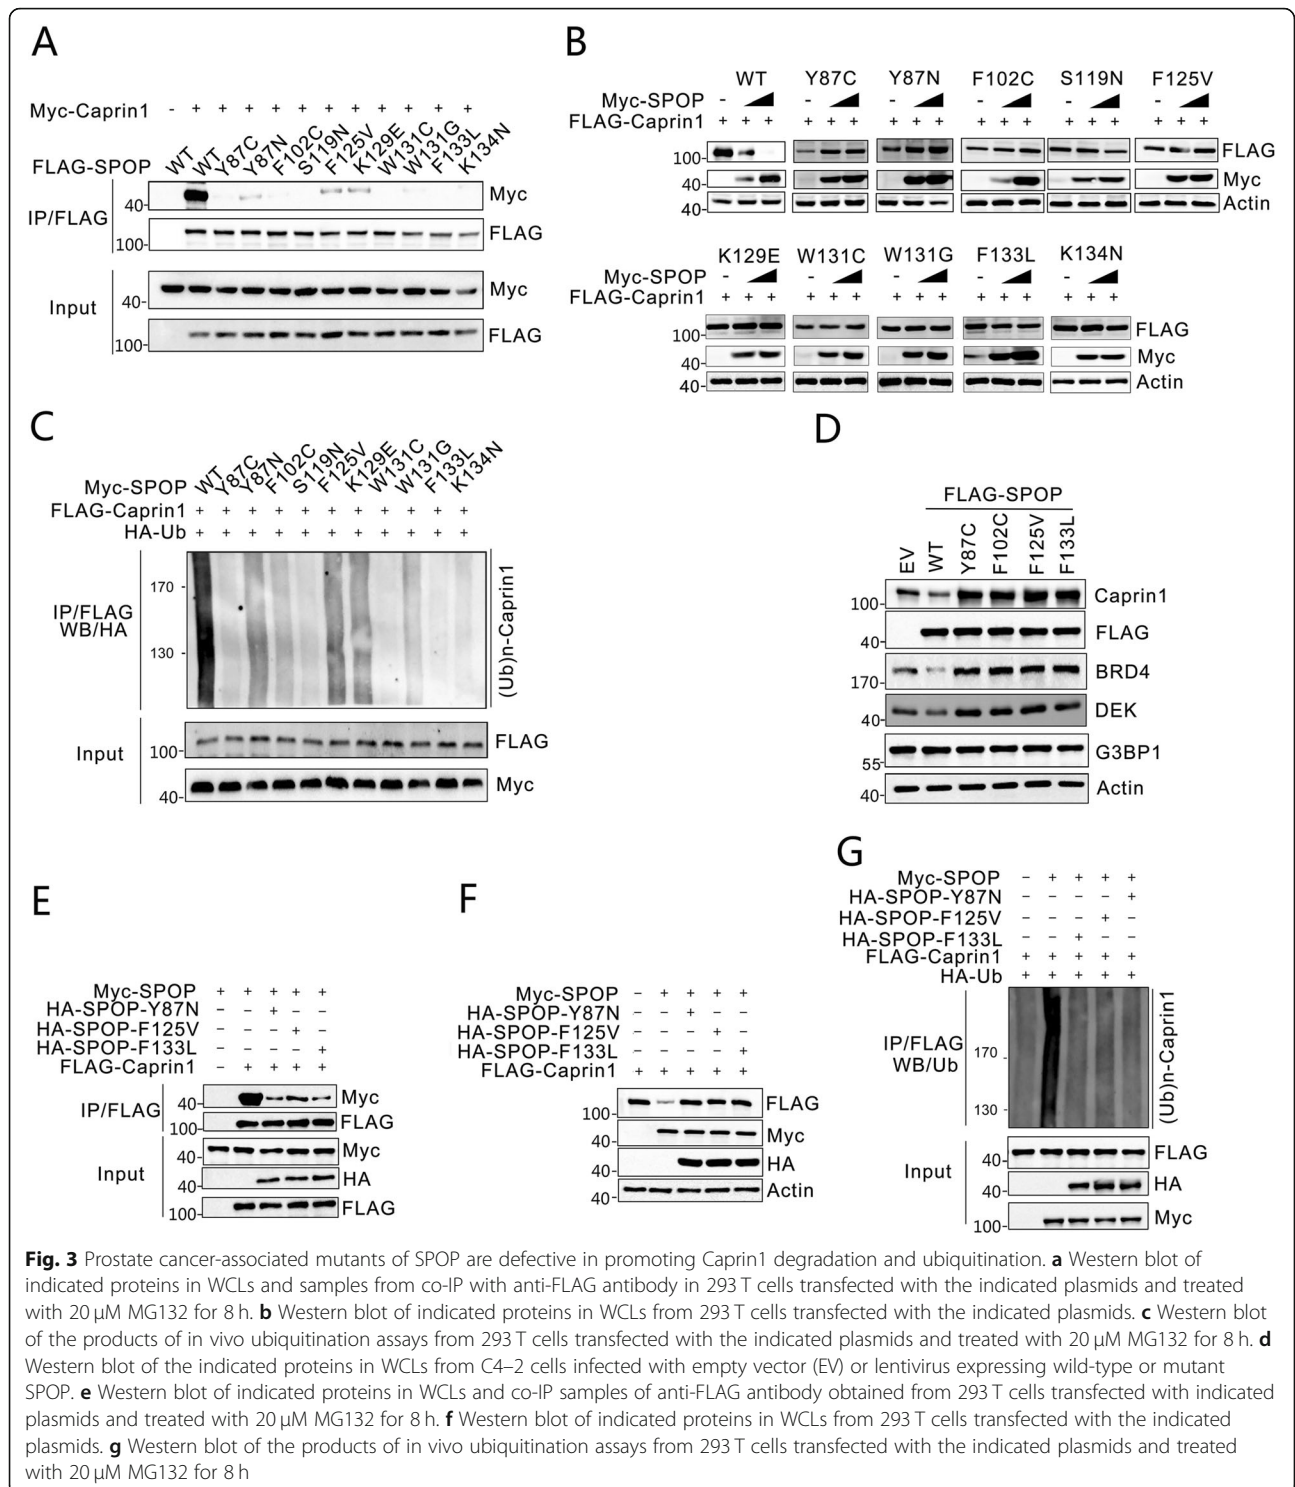 A
Myc-Caprin1 - + + + + + + + + + + +
FLAG-SPOP WT WT Y87C Y87N F102C S119N F125V K129E W131C W131G F133L K134N
IP/FLAG
40- Myc
100- FLAG
Input
40- Myc
100- FLAG
B
WT Y87C Y87N F102C S119N F125V
Myc-SPOP - - - - - -
FLAG-Caprin1 + + + + + + + + + + + + + + + + + +
100- FLAG
40- Myc
40- Actin
K129E W131C W131G F133L K134N
Myc-SPOP - - - - -
FLAG-Caprin1 + + + + + + + + + + + + + + +
100- FLAG
40- Myc
40- Actin
C
Myc-SPOP WT Y87C Y87N F102C S119N F125V K129E W131C W131G F133L K134N
FLAG-Caprin1 + + + + + + + + + + +
HA-Ub + + + + + + + + + + +
IP/FLAG
WB/HA
170 -
130 -
(Ub)n-Caprin1
Input
100- FLAG
40- Myc
D
FLAG-SPOP
EV WT Y87C F102C F125V F133L
100- Caprin1
40- FLAG
170- BRD4
40- DEK
55- G3BP1
40- Actin
E
Myc-SPOP + + + + +
HA-SPOP-Y87N – – + – –
HA-SPOP-F125V – – – + –
HA-SPOP-F133L – – – – +
FLAG-Caprin1 – + + + +
IP/FLAG
40- Myc
100- FLAG
Input
40- Myc
40- HA
100- FLAG
F
Myc-SPOP – + + + +
HA-SPOP-Y87N – – + – –
HA-SPOP-F125V – – – + –
HA-SPOP-F133L – – – – +
FLAG-Caprin1 + + + + +
100- FLAG
40- Myc
40- HA
40- Actin
G
Myc-SPOP – + + + +
HA-SPOP-Y87N – – – – +
HA-SPOP-F125V – – – + –
HA-SPOP-F133L – – + – –
FLAG-Caprin1 + + + + +
HA-Ub + + + + +
IP/FLAG
WB/Ub
170 -
130 -
(Ub)n-Caprin1
Input
40- FLAG
40- HA
100- Myc
Fig. 3 Prostate cancer-associated mutants of SPOP are defective in promoting Caprin1 degradation and ubiquitination. a Western blot of
indicated proteins in WCLs and samples from co-IP with anti-FLAG antibody in 293 T cells transfected with the indicated plasmids and treated
with 20 μM MG132 for 8 h. b Western blot of indicated proteins in WCLs from 293 T cells transfected with the indicated plasmids. c Western blot
of the products of in vivo ubiquitination assays from 293 T cells transfected with the indicated plasmids and treated with 20 μM MG132 for 8 h. d
Western blot of the indicated proteins in WCLs from C4–2 cells infected with empty vector (EV) or lentivirus expressing wild-type or mutant
SPOP. e Western blot of indicated proteins in WCLs and co-IP samples of anti-FLAG antibody obtained from 293 T cells transfected with indicated
plasmids and treated with 20 μM MG132 for 8 h. f Western blot of indicated proteins in WCLs from 293 T cells transfected with the indicated
plasmids. g Western blot of the products of in vivo ubiquitination assays from 293 T cells transfected with the indicated plasmids and treated
with 20 μM MG132 for 8 h